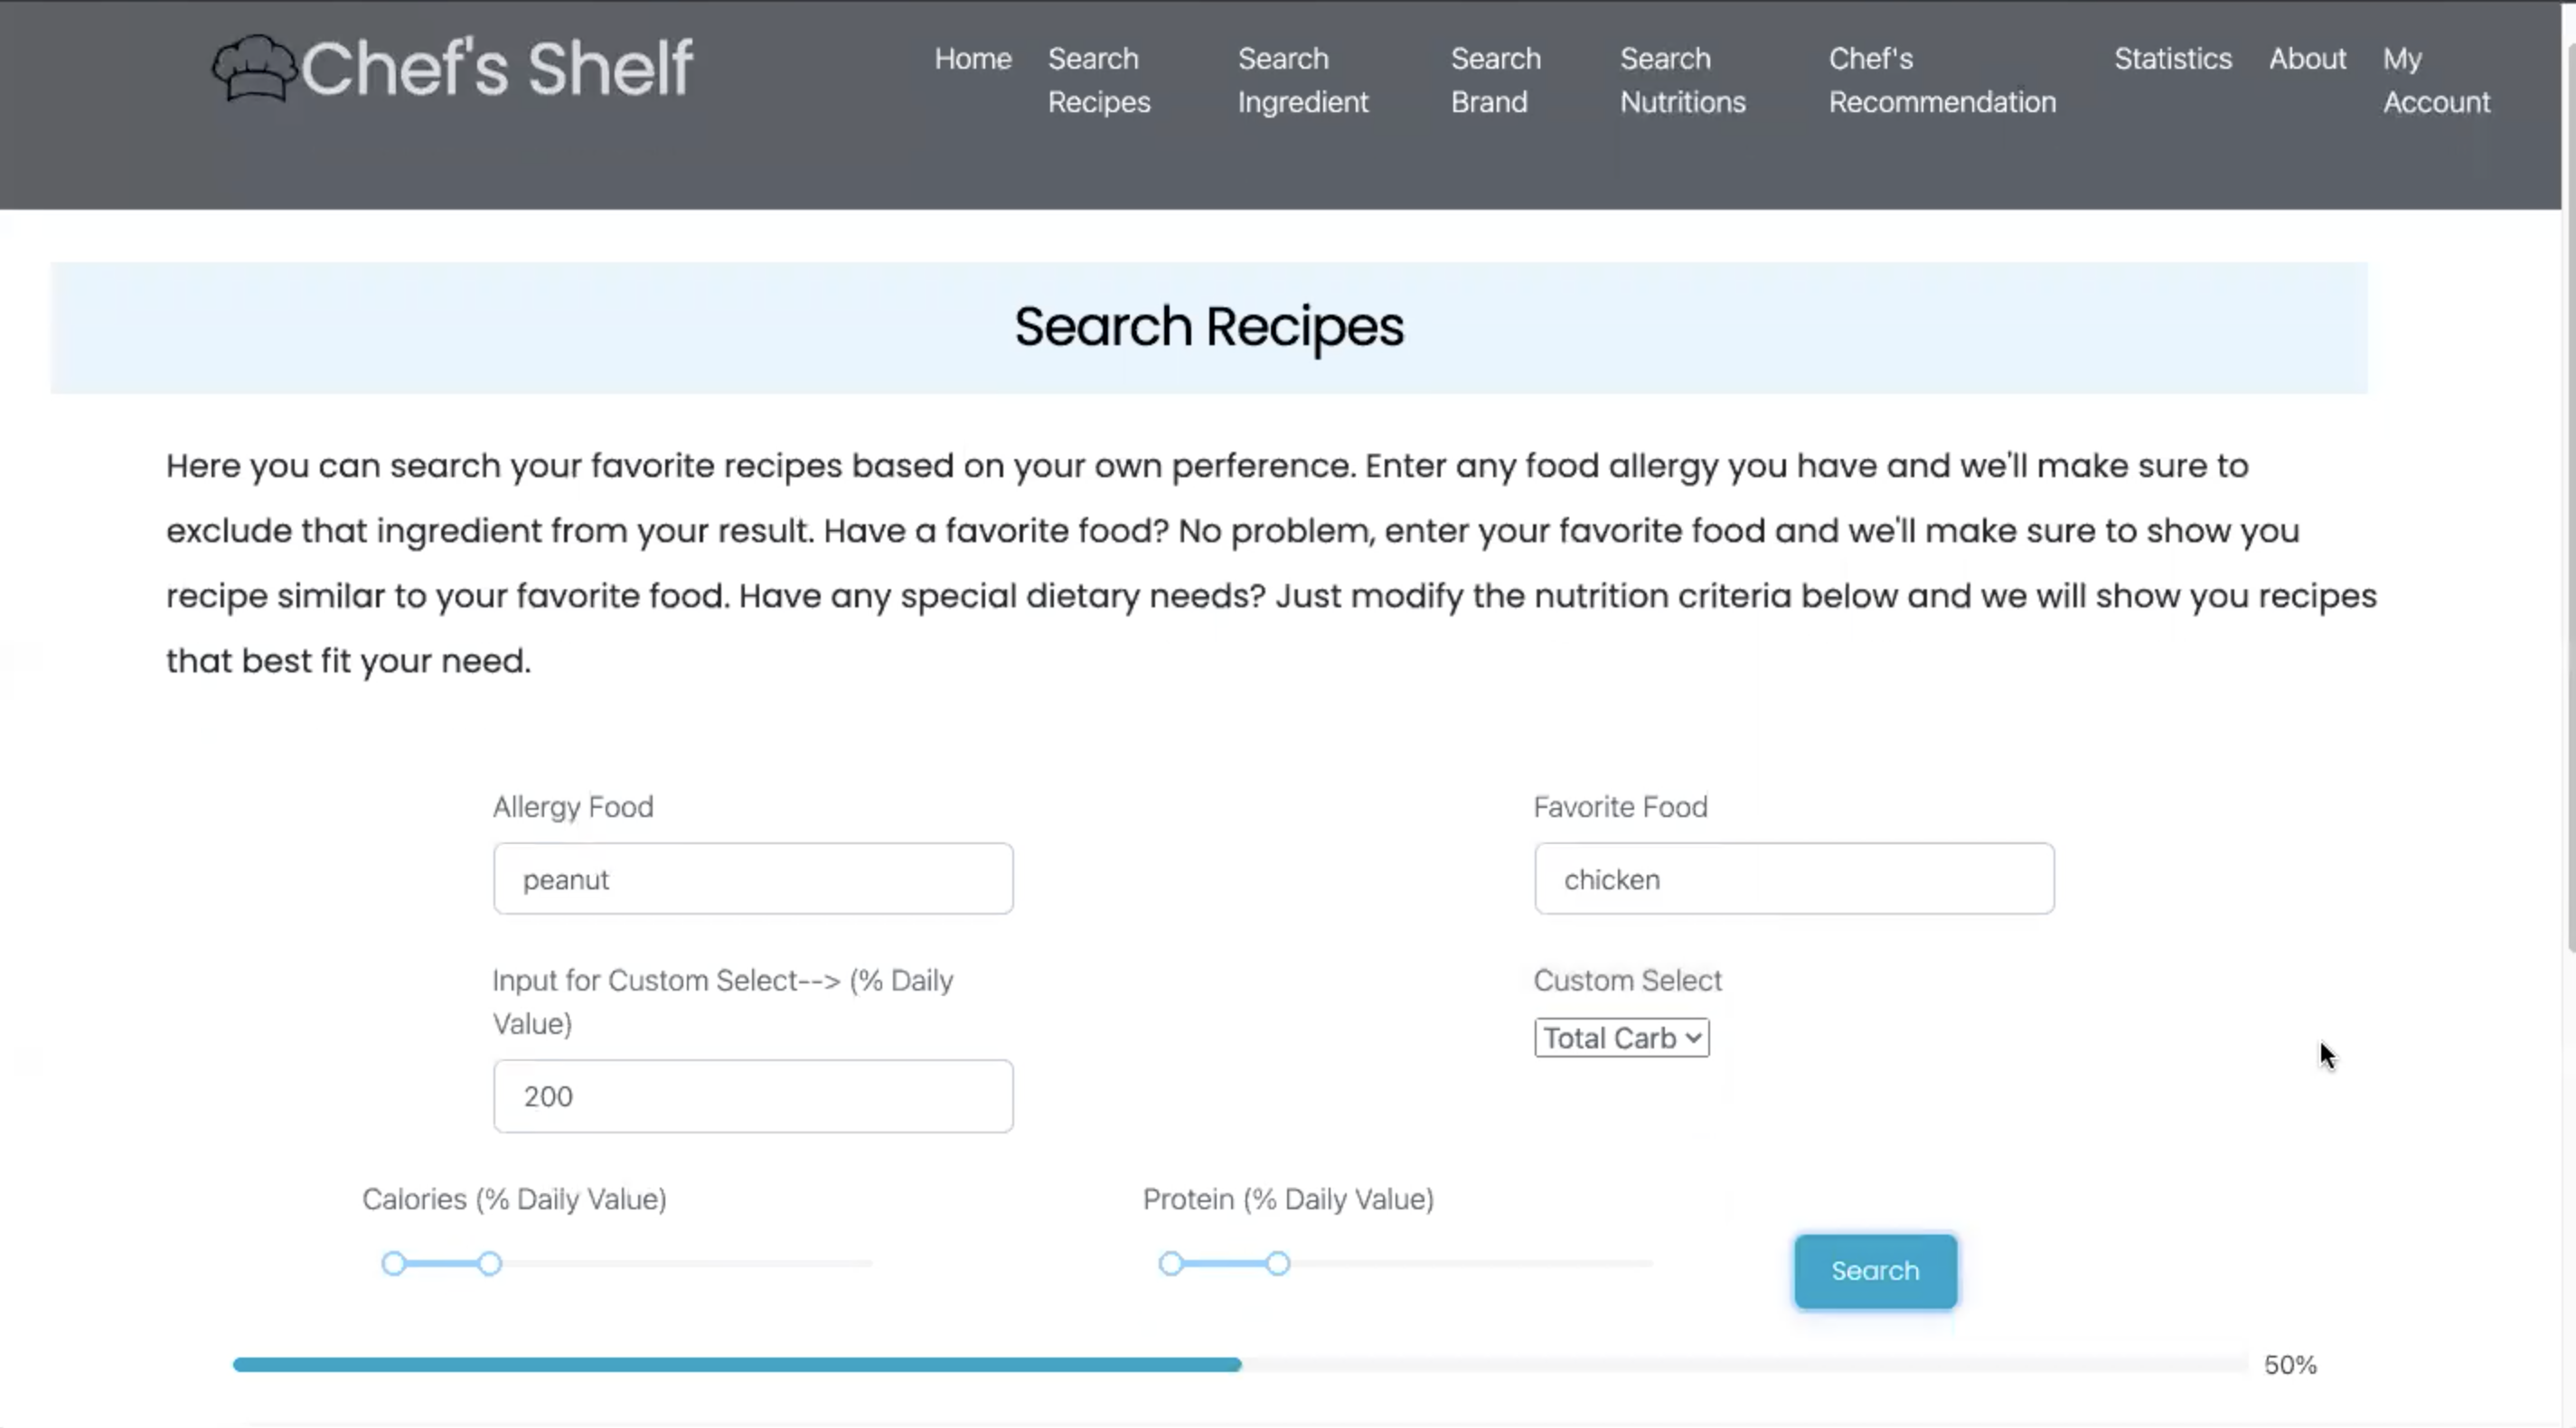 Chef's Shelf
Home
Search
Recipes
Search
Ingredient
Search
Brand
Search
Nutritions
Chef's
Recommendation
Statistics
About
My
Account
Search Recipes
Here you can search your favorite recipes based on your own perference. Enter any food allergy you have and we'll make sure to
exclude that ingredient from your result. Have a favorite food? No problem, enter your favorite food and we'll make sure to show you
recipe similar to your favorite food. Have any special dietary needs? Just modify the nutrition criteria below and we will show you recipes
that best fit your need.
Allergy Food
peanut
Favorite Food
chicken
Input for Custom Select--> (% Daily
Value)
200
Custom Select
Total Carb
Calories (% Daily Value)
Protein (% Daily Value)
Search
50%